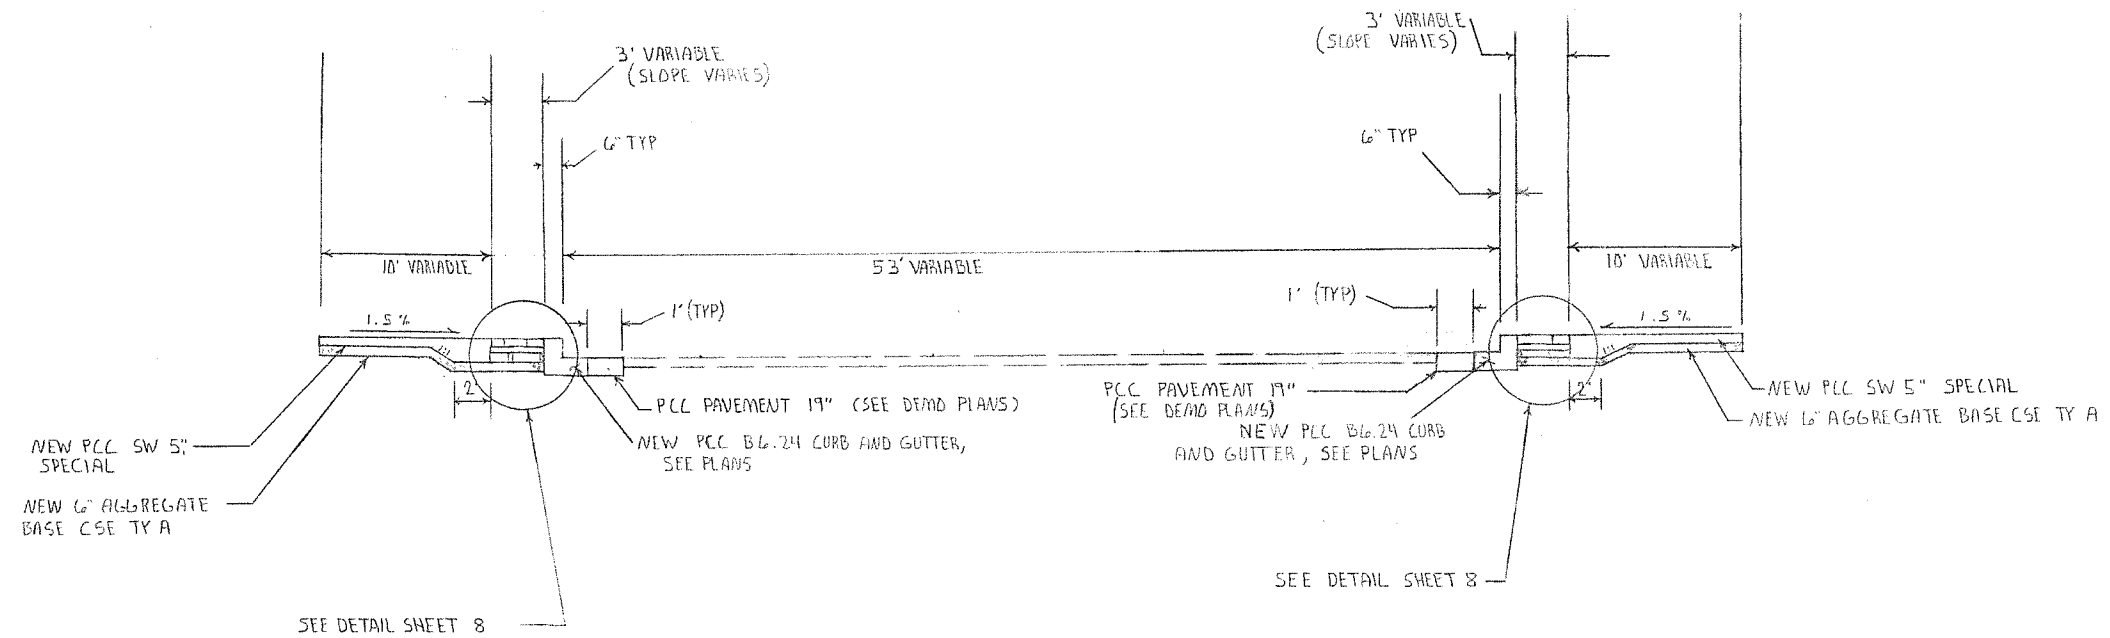 3' VARIABLE
(SLOPE VARIES)
6" TYP
10' VARIABLE
53' VARIABLE
1.5 %
1' (TYP)
2'
PCC PAVEMENT 19" (SEE DEMO PLANS)
NEW PCC B6.24 CURB AND GUTTER,
SEE PLANS
NEW PCC SW 5",
SPECIAL
NEW 6" AGGREGATE
BASE CSE TY A
SEE DETAIL SHEET 8
3' VARIABLE
(SLOPE VARIES)
6" TYP
10' VARIABLE
1' (TYP)
1.5 %
2'
PCC PAVEMENT 19"
(SEE DEMO PLANS)
NEW PCC B6.24 CURB
AND GUTTER, SEE PLANS
NEW PCC SW 5" SPECIAL
NEW 6" AGGREGATE BASE CSE TY A
SEE DETAIL SHEET 8